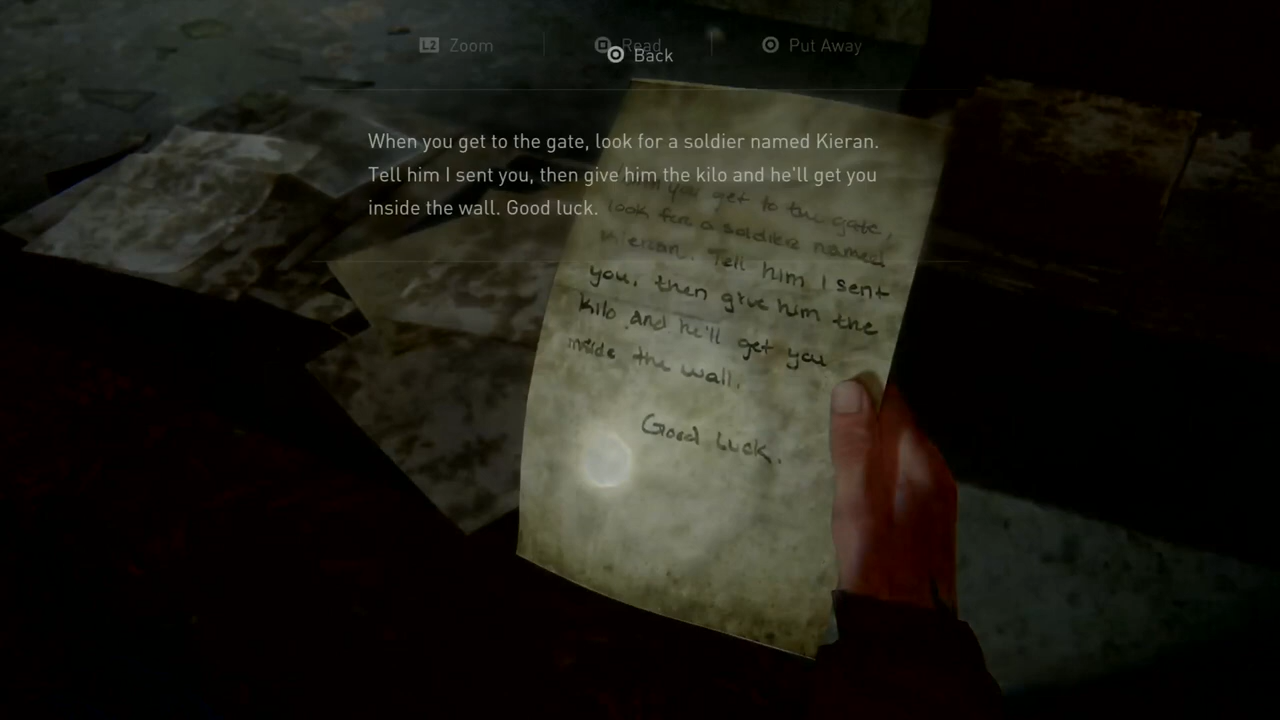 L2 Zoom
Read
Put Away
Back
When you get to the gate, look for a soldier named Kieran.
Tell him I sent you, then give him the kilo and he'll get you
inside the wall. Good luck.
you get to the gate,
look for a soldier named
Kieran. Tell him I sent
you, then give him the
kilo and he'll get you
inside the wall.
Good Luck.